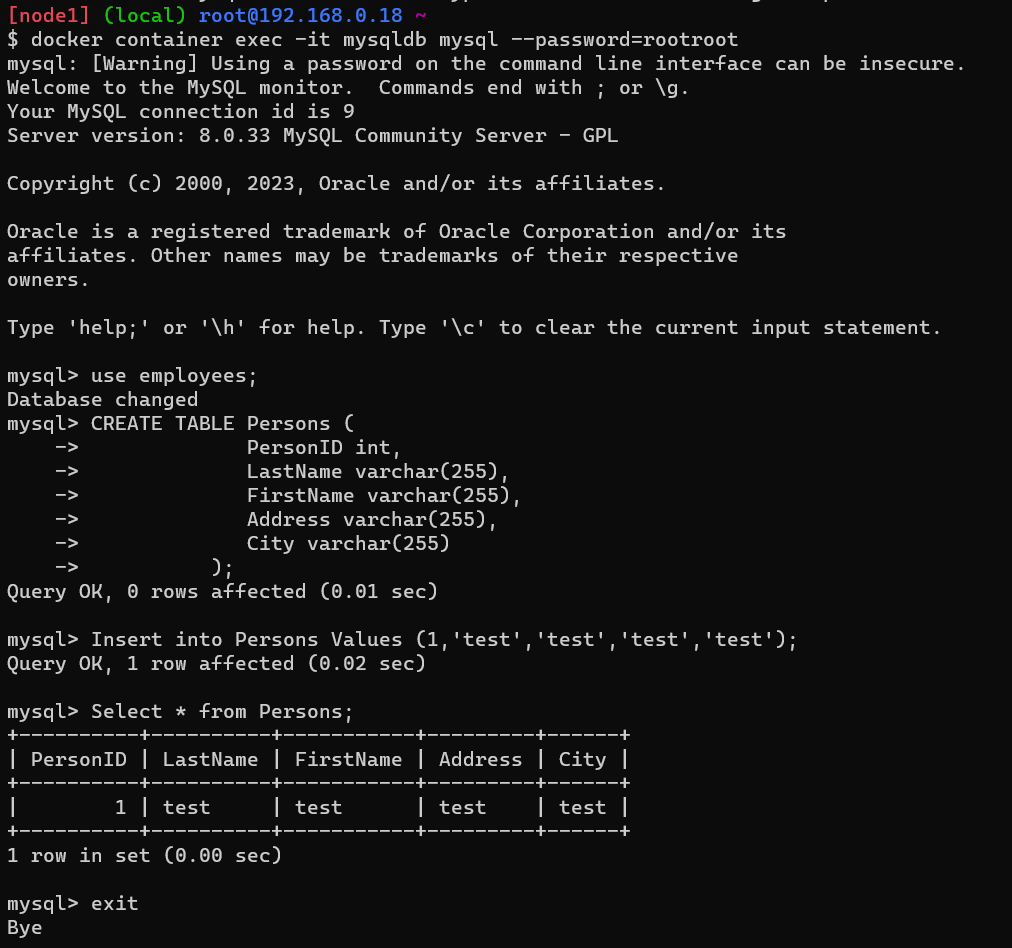 [node1] (local) root@192.168.0.18 ~
$ docker container exec -it mysqldb mysql --password=rootroot
mysql: [Warning] Using a password on the command line interface can be insecure.
Welcome to the MySQL monitor.  Commands end with ; or \g.
Your MySQL connection id is 9
Server version: 8.0.33 MySQL Community Server - GPL

Copyright (c) 2000, 2023, Oracle and/or its affiliates.

Oracle is a registered trademark of Oracle Corporation and/or its
affiliates. Other names may be trademarks of their respective
owners.

Type 'help;' or '\h' for help. Type '\c' to clear the current input statement.

mysql> use employees;
Database changed
mysql> CREATE TABLE Persons (
    ->              PersonID int,
    ->              LastName varchar(255),
    ->              FirstName varchar(255),
    ->              Address varchar(255),
    ->              City varchar(255)
    ->           );
Query OK, 0 rows affected (0.01 sec)

mysql> Insert into Persons Values (1,'test','test','test','test');
Query OK, 1 row affected (0.02 sec)

mysql> Select * from Persons;
+----------+----------+-----------+---------+------+
| PersonID | LastName | FirstName | Address | City |
+----------+----------+-----------+---------+------+
|        1 | test     | test      | test    | test |
+----------+----------+-----------+---------+------+
1 row in set (0.00 sec)

mysql> exit
Bye